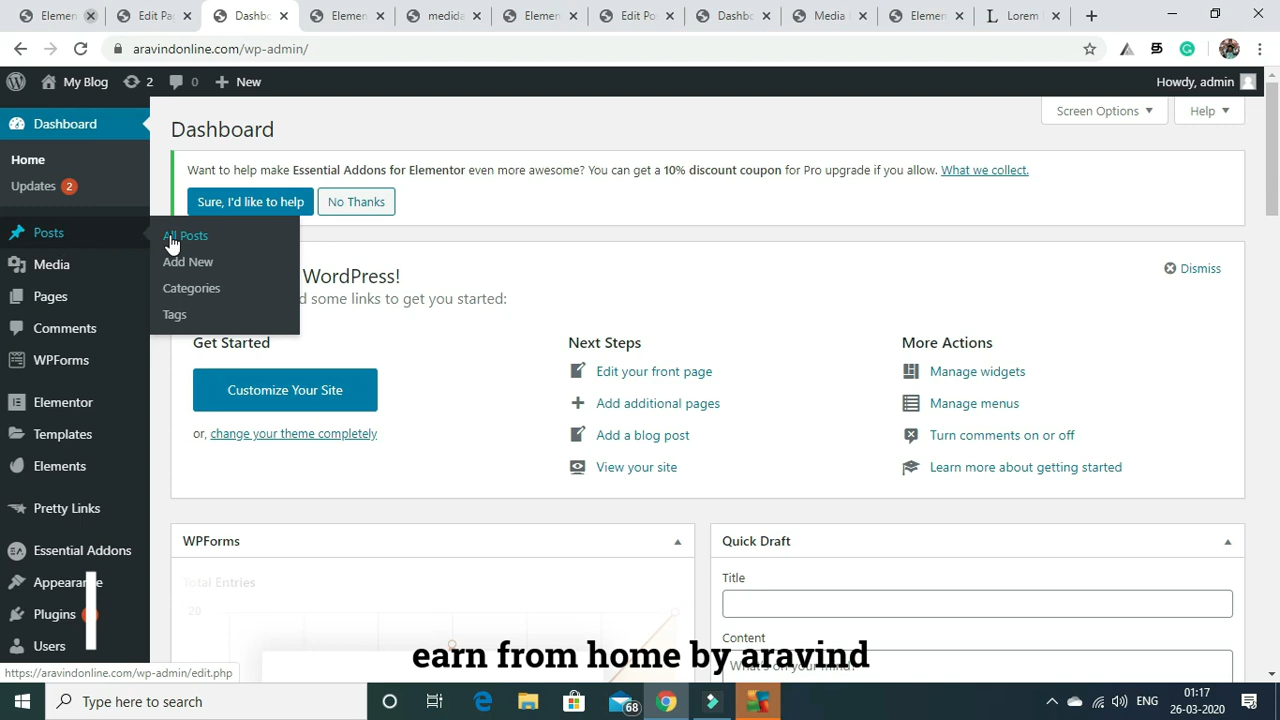 Elemen
Edit Pa
Dashb
Elemen
medida
Elemen
Edit Po
Dashb
Media
Elemen
Lorem
aravindonline.com/wp-admin/
My Blog
2
0
New
Howdy, admin
Dashboard
Home
Updates 2
Posts
Media
Pages
Comments
WPForms
Elementor
Templates
Elements
Pretty Links
Essential Addons
Appearance
Plugins
Users
All Posts
Add New
Categories
Tags
Dashboard
Screen Options
Help
Want to help make Essential Addons for Elementor even more awesome? You can get a 10% discount coupon for Pro upgrade if you allow. What we collect.
Sure, I'd like to help
No Thanks
WordPress!
some links to get you started:
Dismiss
Get Started
Customize Your Site
or, change your theme completely
Next Steps
Edit your front page
Add additional pages
Add a blog post
View your site
More Actions
Manage widgets
Manage menus
Turn comments on or off
Learn more about getting started
WPForms
Total Entries
20
Quick Draft
Title
Content
What's on your mind?
earn from home by aravind
https://aravindonline.com/wp-admin/edit.php
Type here to search
68
ENG
01:17
26-03-2020